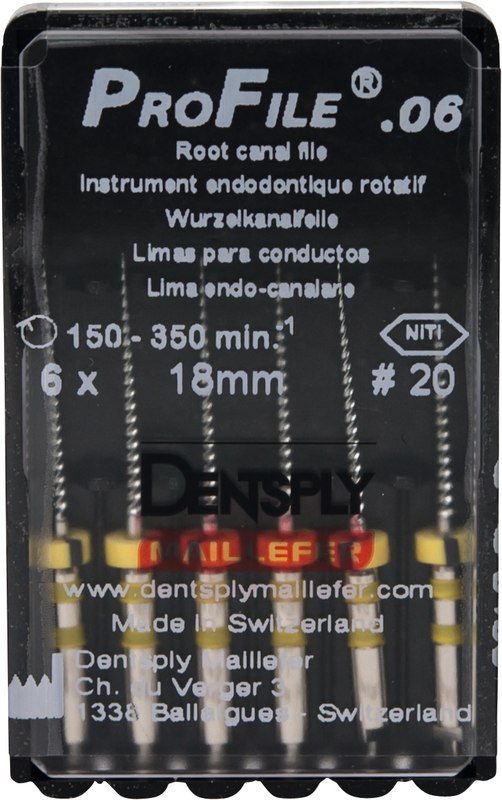 PROFILE® .06
Root canal file
Instrument endodontique rotatif
Wurzelkanalfeile
Limas para conductos
Lima endo-canalare
150 - 350 min.-1
NITI
6 x 18mm # 20
DENTSPLY
MAILLEFER
www.dentsplymaillefer.com
Made in Switzerland
Dentsply Maillefer
Ch. du Verger 3
1338 Ballaigues - Switzerland